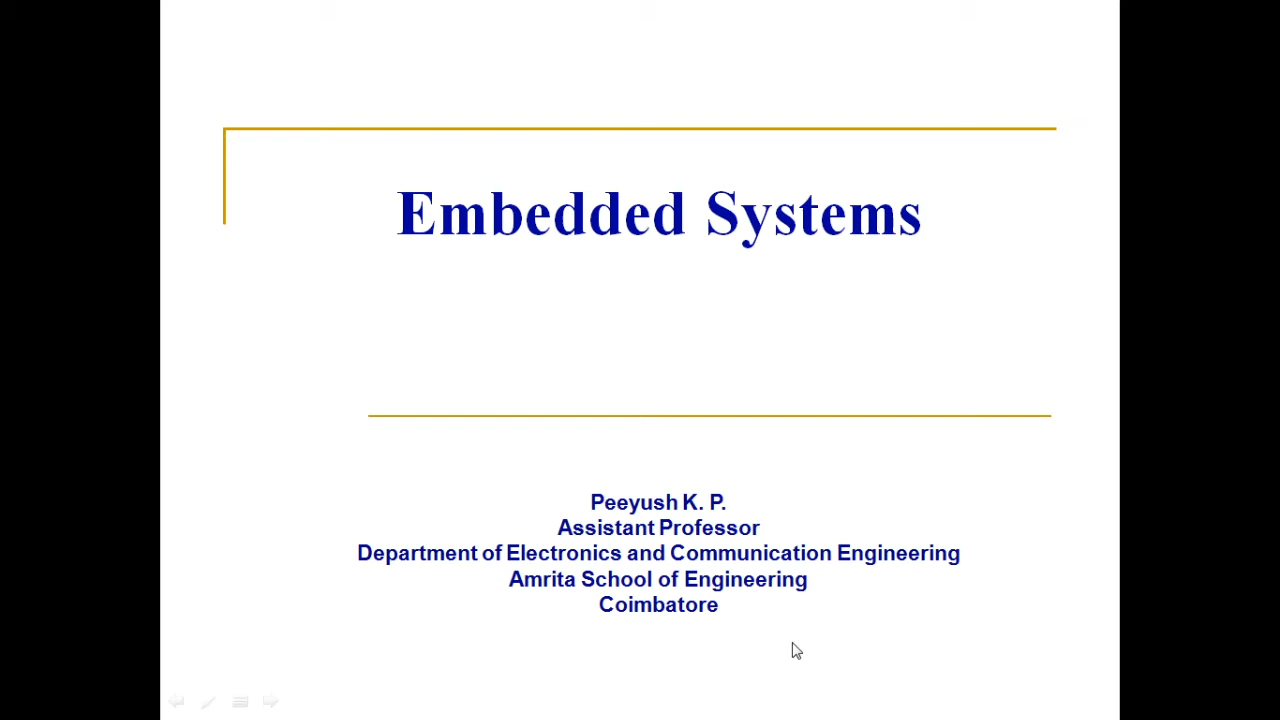 Embedded Systems
Peeyush K. P.
Assistant Professor
Department of Electronics and Communication Engineering
Amrita School of Engineering
Coimbatore